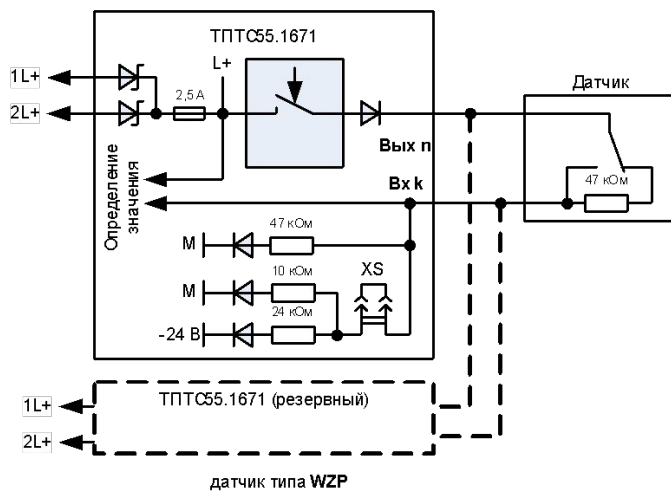 ТПТС55.1671
1L+
L+
2,5 А
Датчик
2L+
Вых n
47 кОм
Вх k
Определение
значения
47 кОм
М
10 кОм
XS
М
24 кОм
-24 В
ТПТС55.1671 (резервный)
1L+
2L+
датчик типа WZP